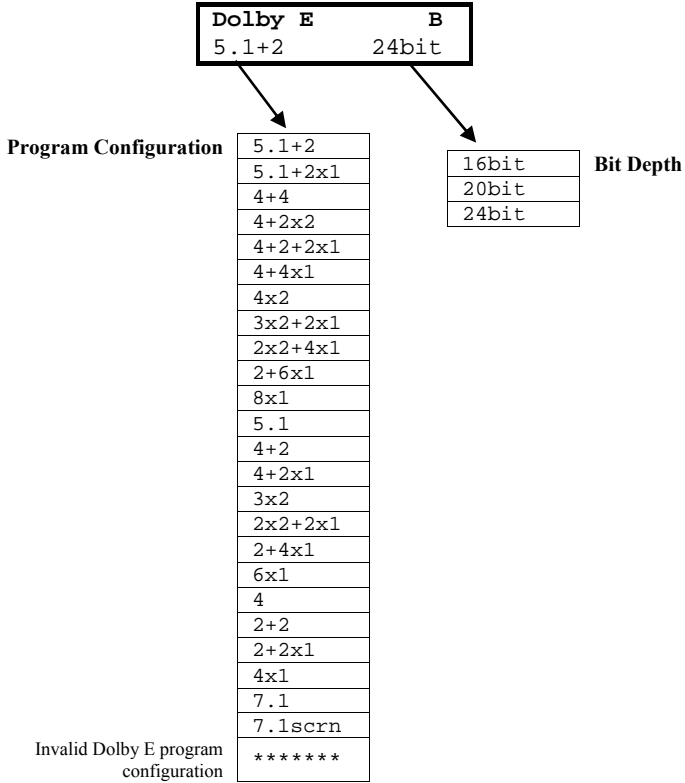 Dolby E B
5.1+2 24bit
Program Configuration
5.1+2
5.1+2x1
4+4
4+2x2
4+2+2x1
4+4x1
4x2
3x2+2x1
2x2+4x1
2+6x1
8x1
5.1
4+2
4+2x1
3x2
2x2+2x1
2+4x1
6x1
4
2+2
2+2x1
4x1
7.1
7.1scrn
Invalid Dolby E program
configuration
*******
16bit
20bit
24bit
Bit Depth